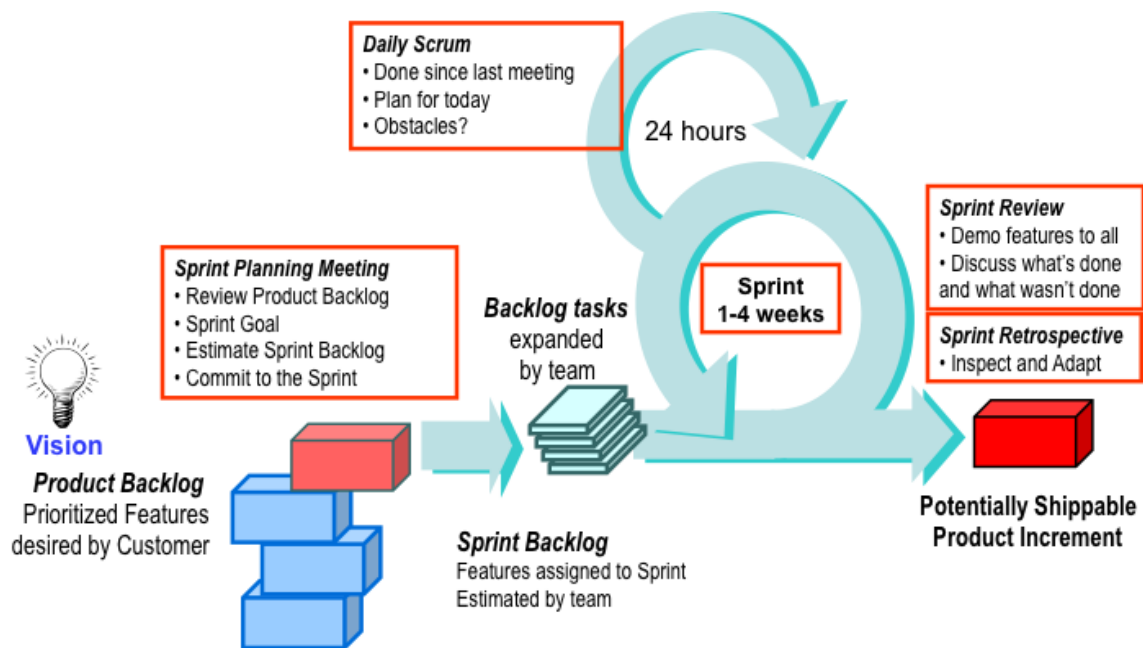 Daily Scrum
• Done since last meeting
• Plan for today
• Obstacles?
24 hours
Sprint Planning Meeting
• Review Product Backlog
• Sprint Goal
• Estimate Sprint Backlog
• Commit to the Sprint
Vision
Product Backlog
Prioritized Features
desired by Customer
Backlog tasks
expanded
by team
Sprint Backlog
Features assigned to Sprint
Estimated by team
Sprint
1-4 weeks
Sprint Review
• Demo features to all
• Discuss what's done
and what wasn't done
Sprint Retrospective
• Inspect and Adapt
Potentially Shippable
Product Increment